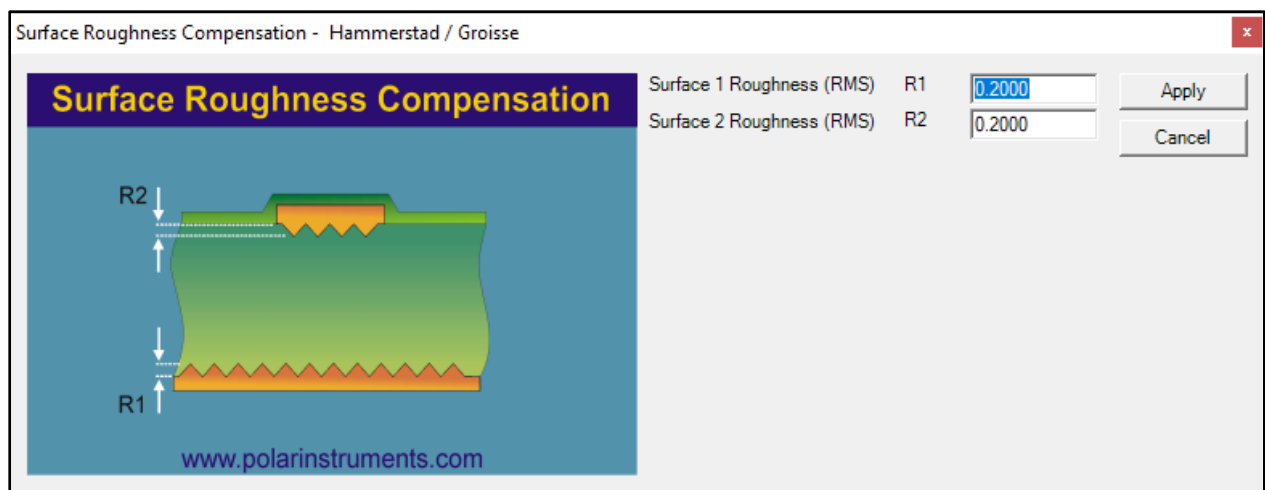 Surface Roughness Compensation - Hammerstad / Groisse
x
Surface Roughness Compensation
R2
R1
www.polarinstruments.com
Surface 1 Roughness (RMS) R1 0.2000
Surface 2 Roughness (RMS) R2 0.2000
Apply
Cancel